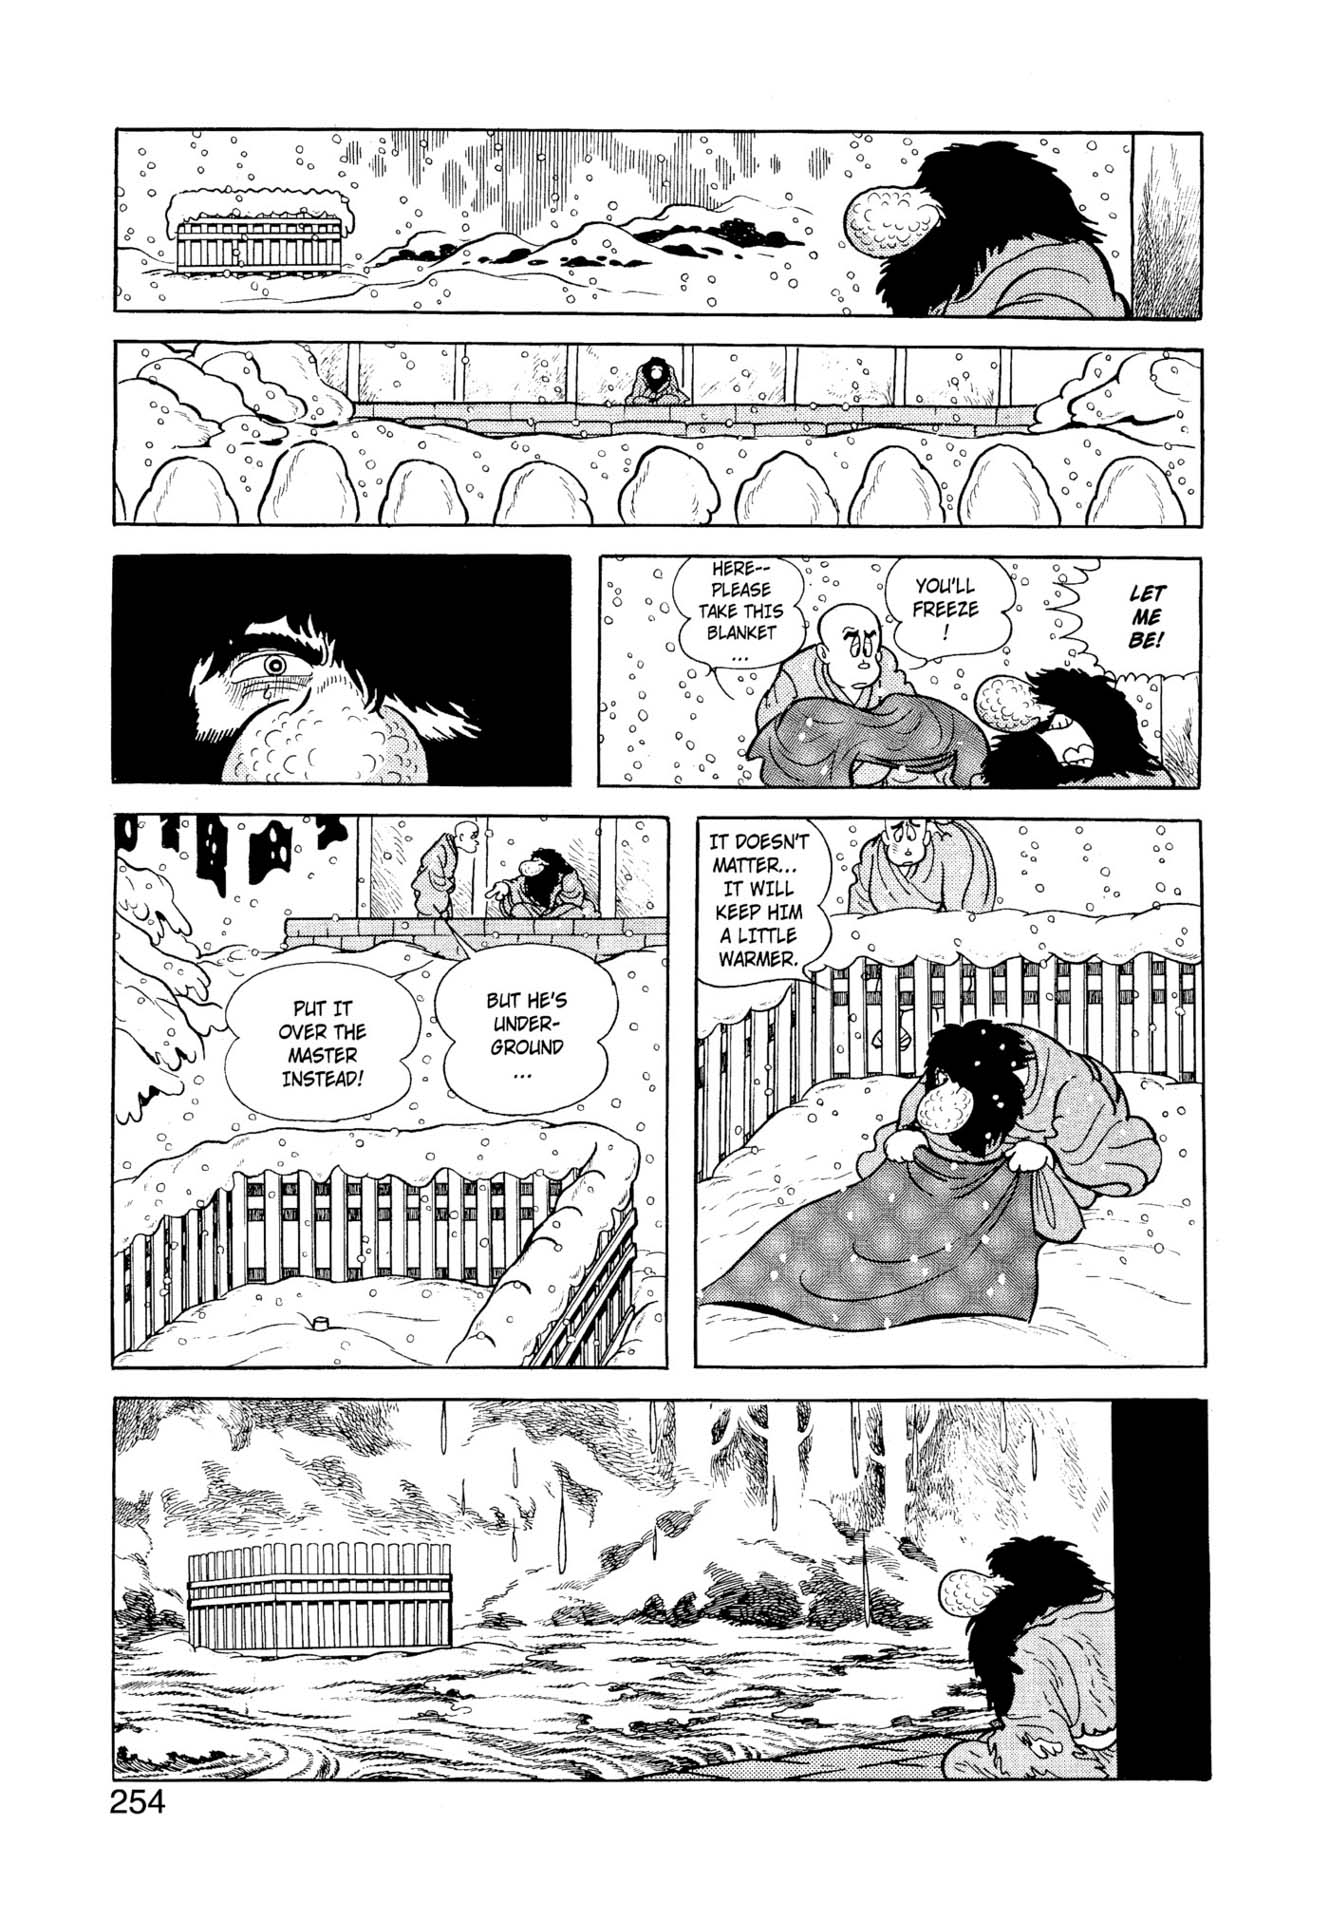 HERE--
PLEASE
TAKE THIS
BLANKET
...
YOU'LL
FREEZE
!
LET
ME
BE!
PUT IT
OVER THE
MASTER
INSTEAD!
BUT HE'S
UNDER-
GROUND
...
IT DOESN'T
MATTER...
IT WILL
KEEP HIM
A LITTLE
WARMER.
254